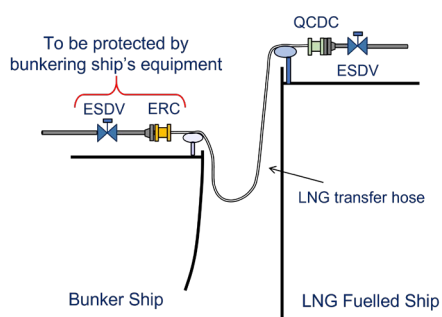 QCDC
To be protected by
bunkering ship's equipment
ESDV
ESDV
ERC
LNG transfer hose
Bunker Ship
LNG Fuelled Ship